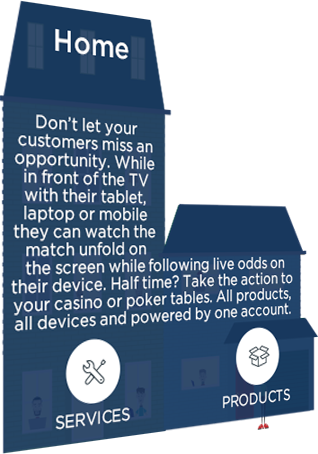 Home
Don't let your
customers miss an
opportunity. While
in front of the TV
with their tablet,
laptop or mobile
they can watch the
match unfold on
the screen while following live odds on
their device. Half time? Take the action to
your casino or poker tables. All products,
all devices and powered by one account.
SERVICES
PRODUCTS